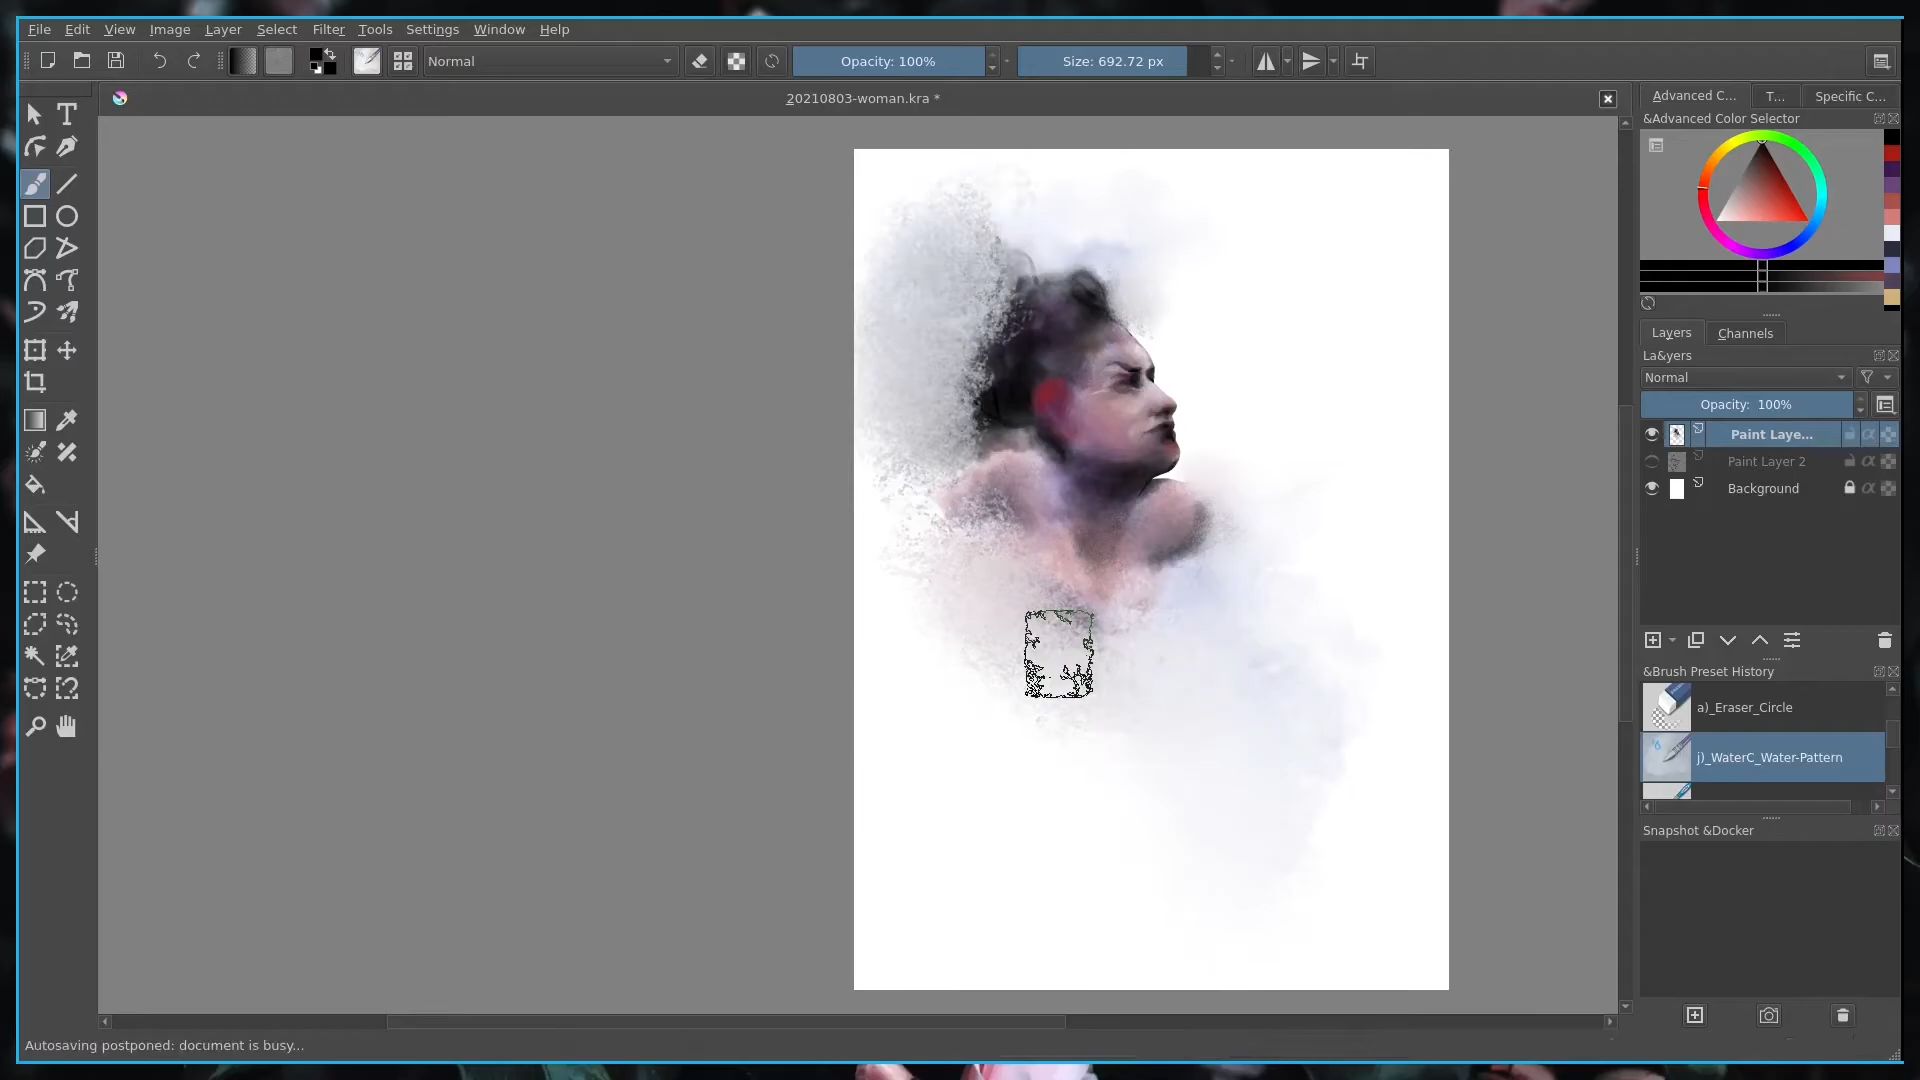 File Edit View Image Layer Select Filter Tools Settings Window Help
Normal Opacity: 100% Size: 692.72 px
20210803-woman.kra *
Advanced C... T... Specific C...
&Advanced Color Selector
Layers Channels
La&yers
Normal
Opacity: 100%
Paint Laye...
Paint Layer 2
Background
&Brush Preset History
a)_Eraser_Circle
j)_WaterC_Water-Pattern
Snapshot &Docker
Autosaving postponed: document is busy...